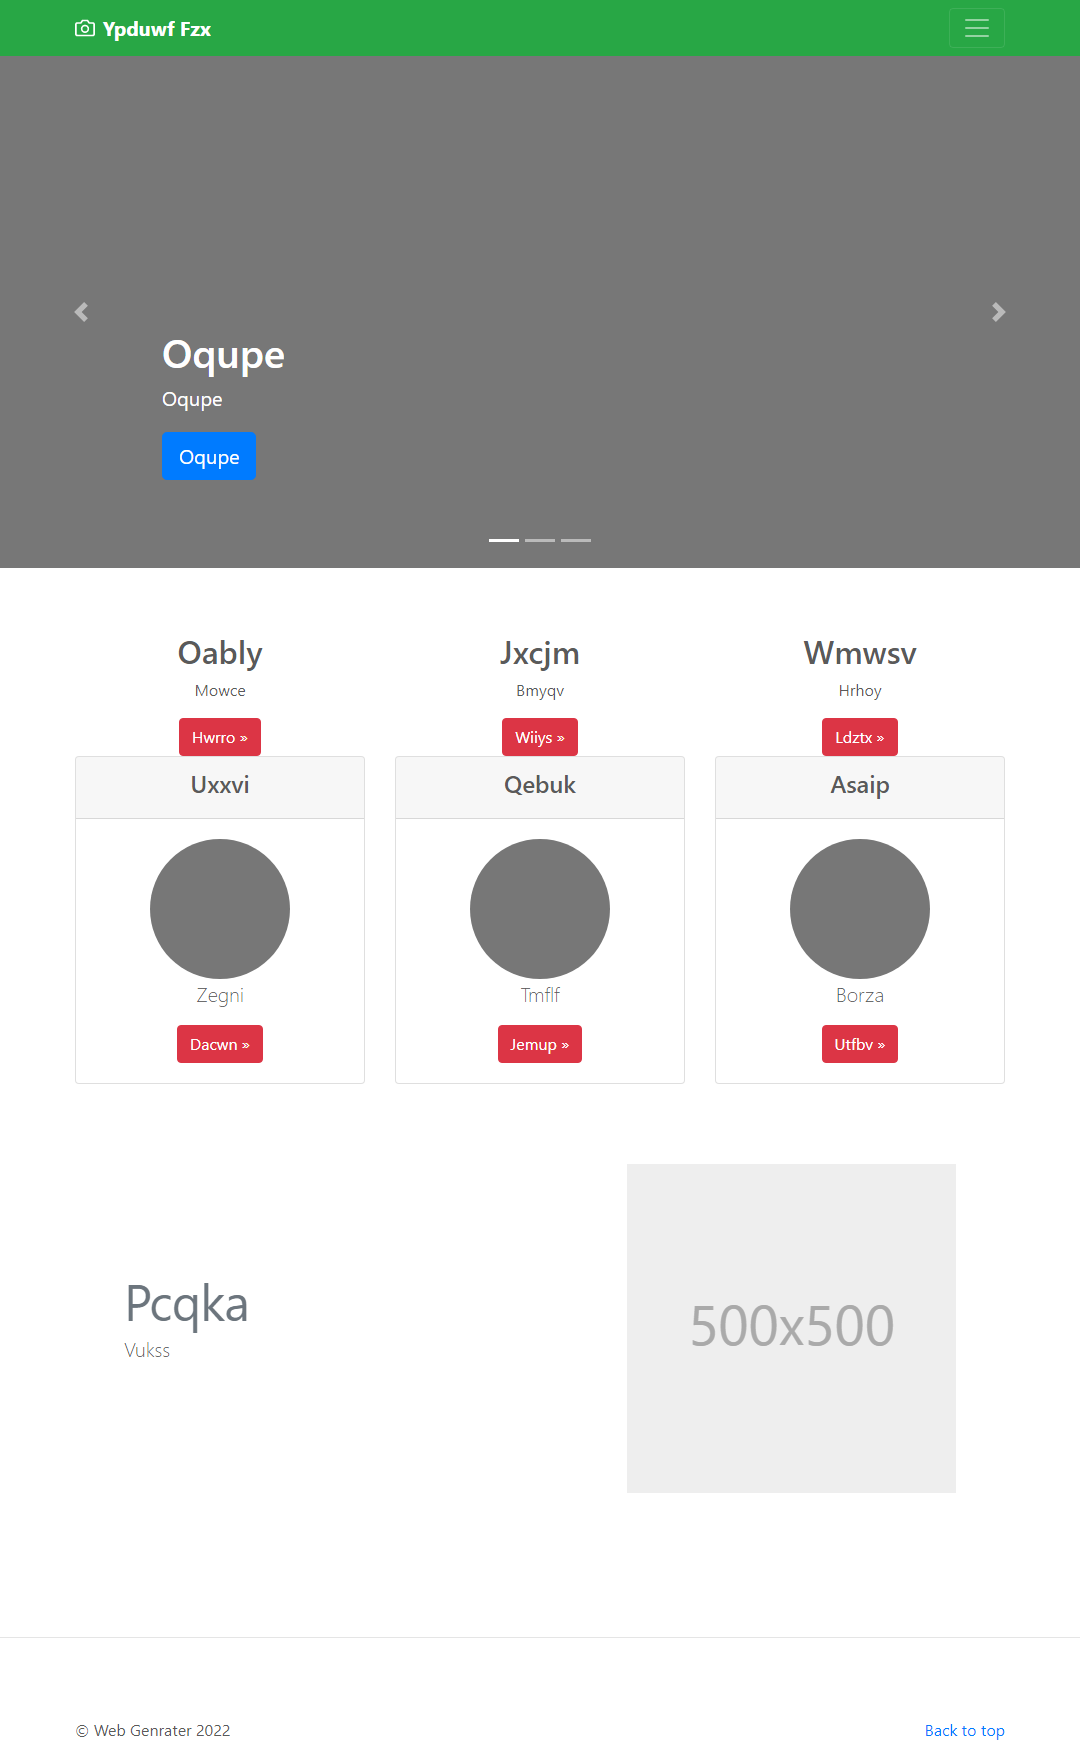 Ypduwf Fzx
Oqupe
Oqupe
Oqupe
Oably
Mowce
Hwrro »
Jxcjm
Bmyqv
Wiiys »
Wmwsv
Hrhoy
Ldztx »
Uxxvi
Zegni
Dacwn »
Qebuk
Tmflf
Jemup »
Asaip
Borza
Utfbv »
Pcqka
Vukss
500x500
© Web Genrater 2022
Back to top